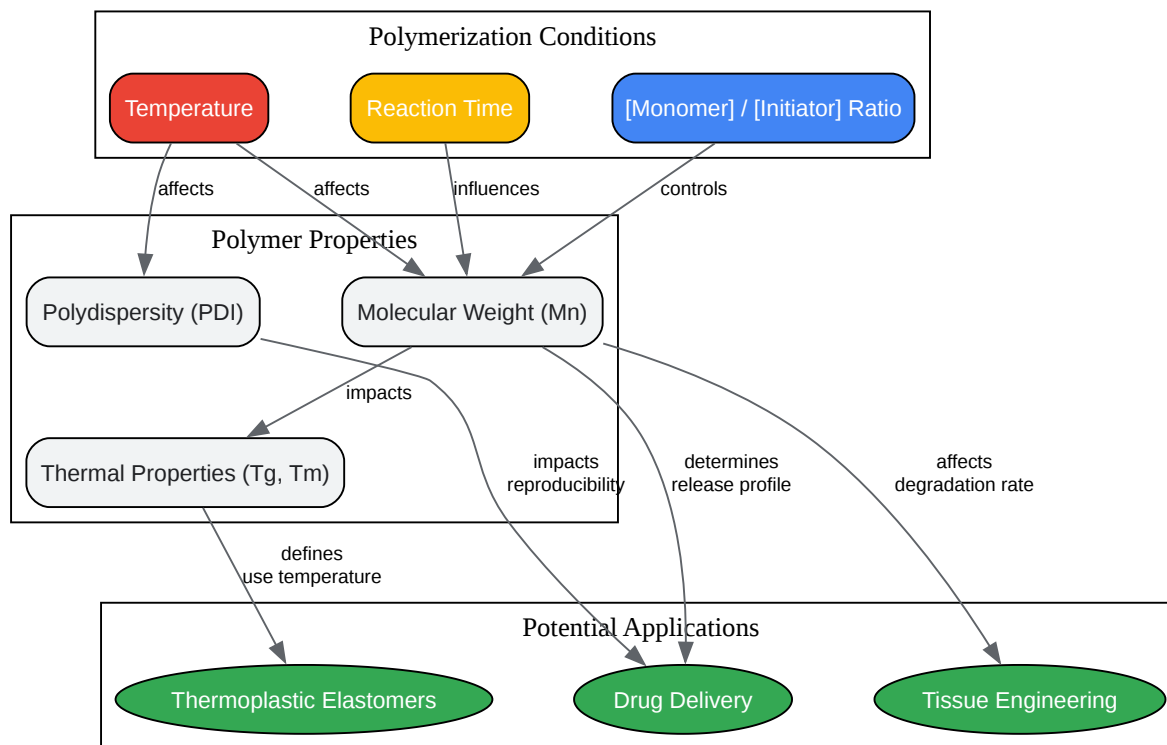 Polymerization Conditions
Temperature
Reaction Time
[Monomer] / [Initiator] Ratio
affects
affects
influences
controls
Polymer Properties
Polydispersity (PDI)
Molecular Weight (Mn)
impacts
Thermal Properties (Tg, Tm)
impacts
reproducibility
determines
release profile
affects
degradation rate
defines
use temperature
Potential Applications
Thermoplastic Elastomers
Drug Delivery
Tissue Engineering